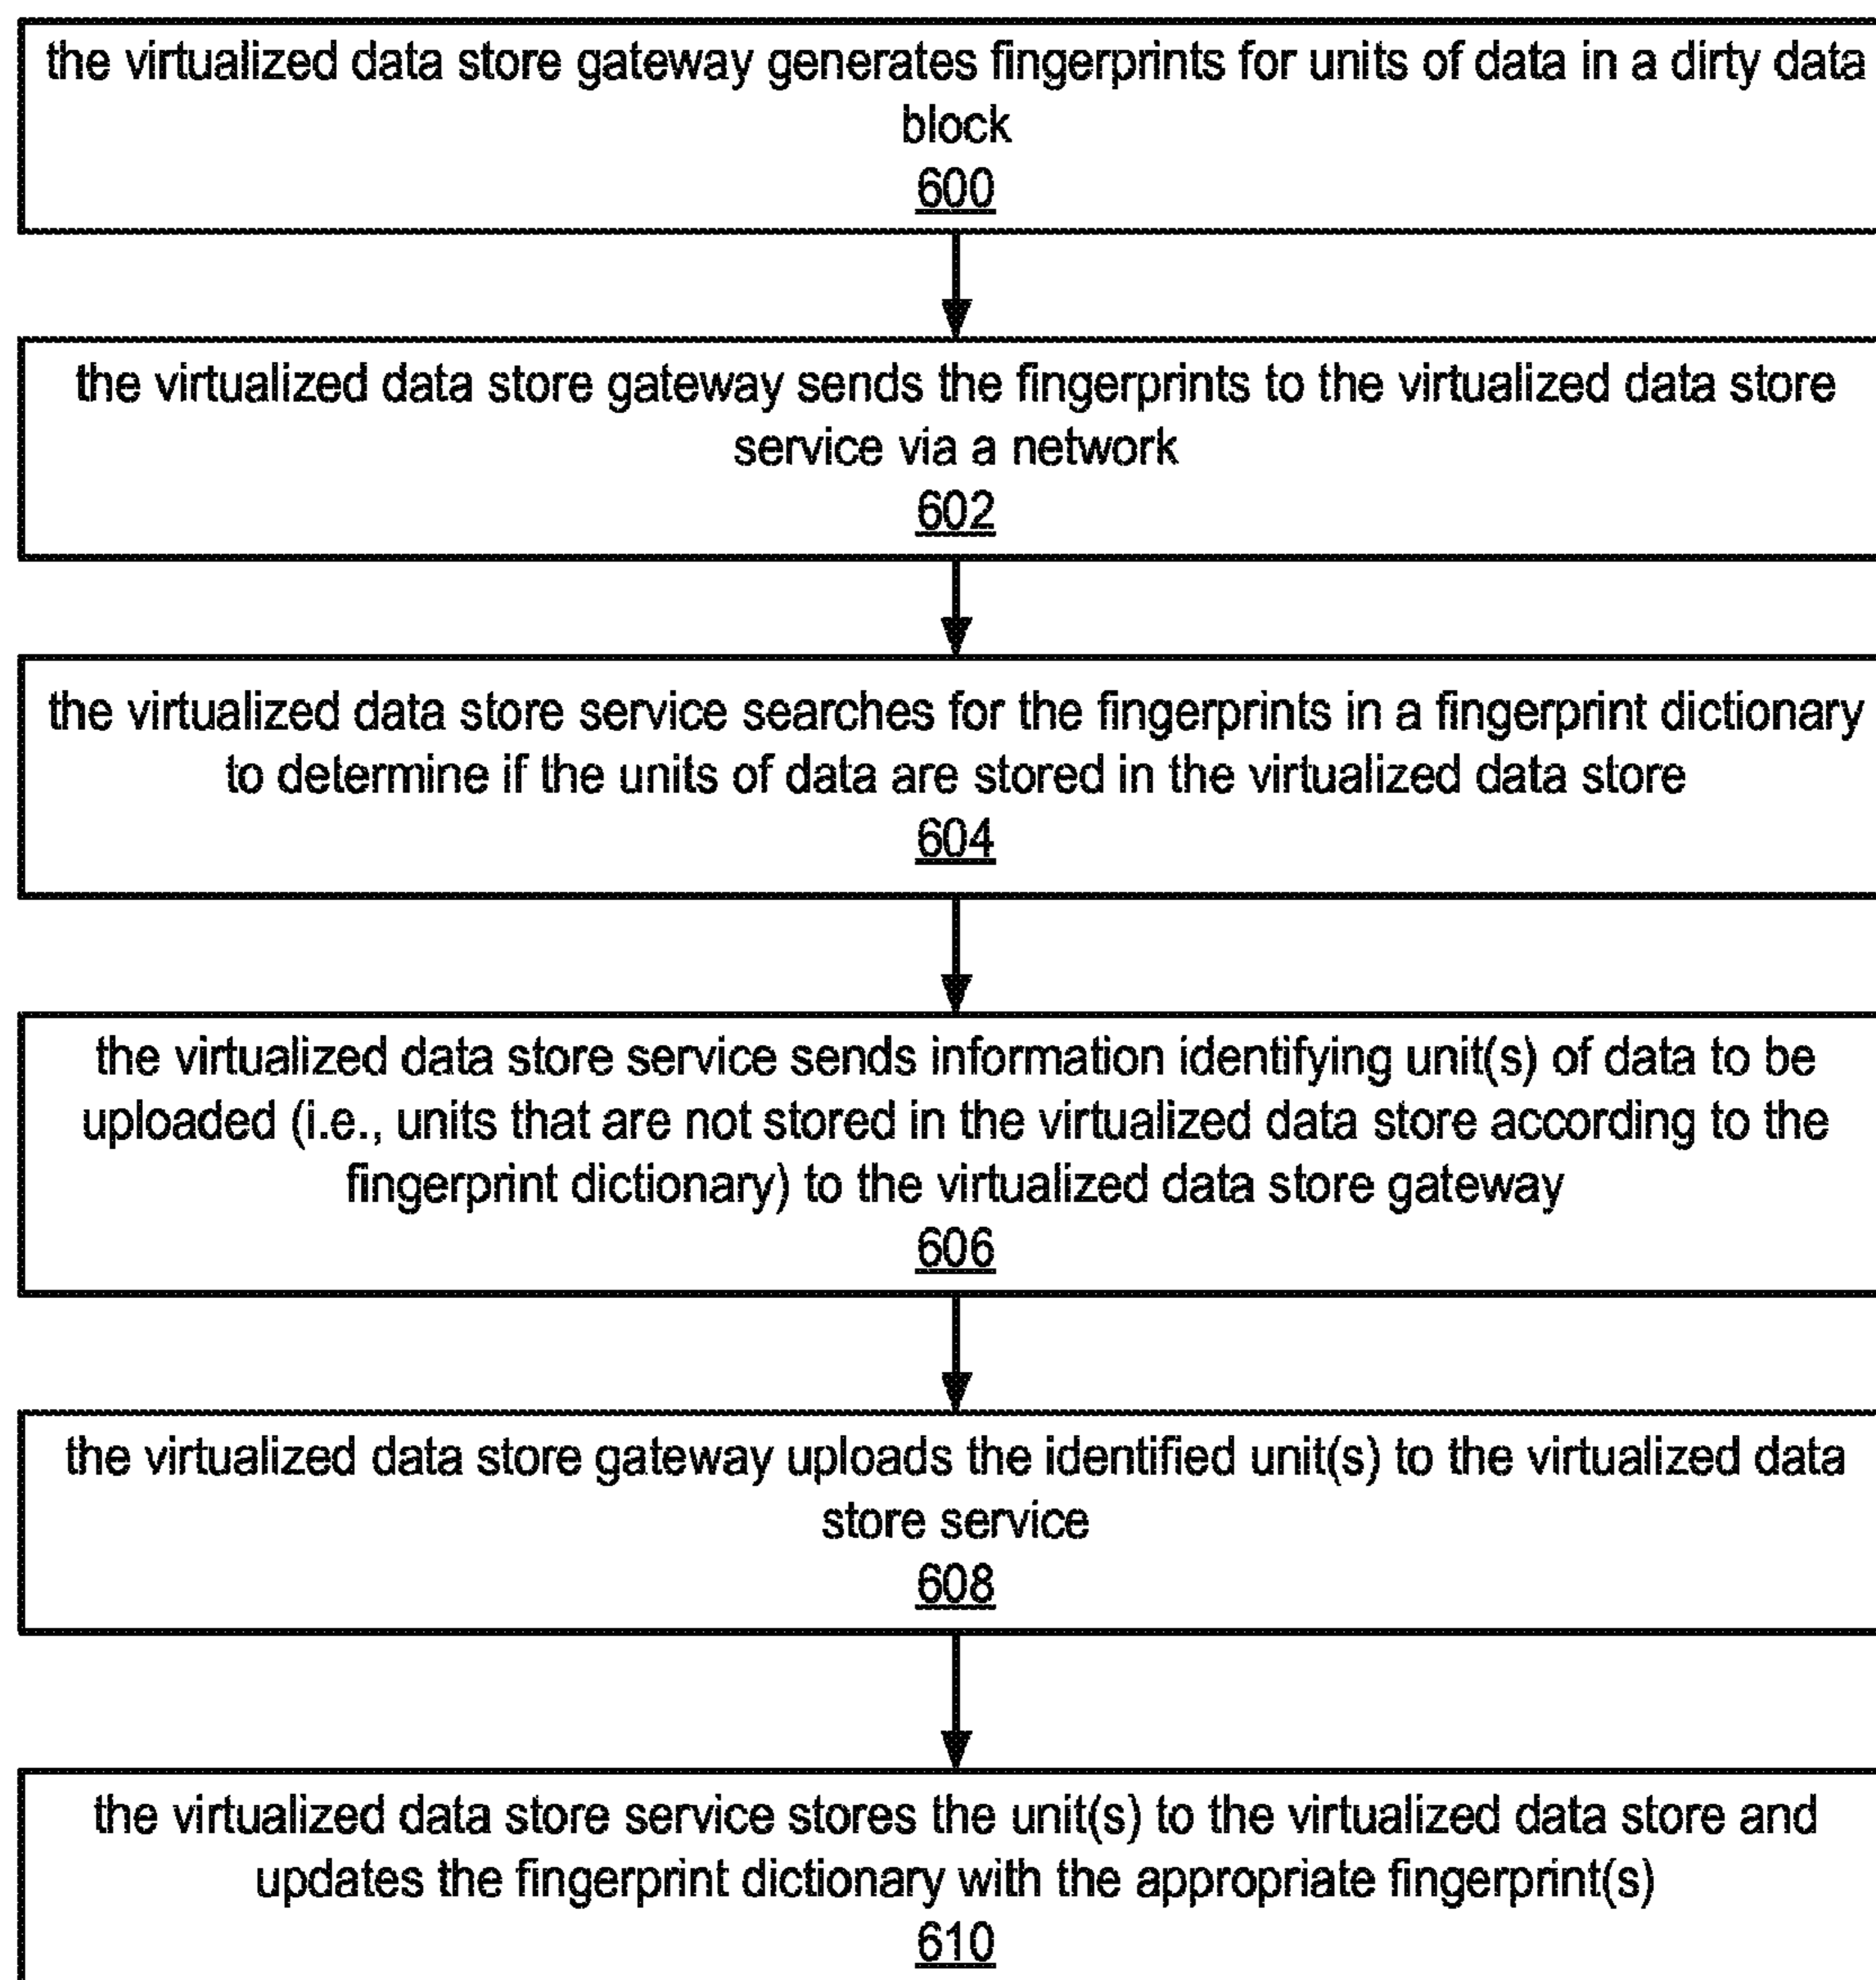 the virtualized data store gateway generates fingerprints for units of data in a dirty data
block
600
the virtualized data store gateway sends the fingerprints to the virtualized data store
service via a network
602
the virtualized data store service searches for the fingerprints in a fingerprint dictionary
to determine if the units of data are stored in the virtualized data store
604
the virtualized data store service sends information identifying unit(s) of data to be
uploaded (i.e., units that are not stored in the virtualized data store according to the
fingerprint dictionary) to the virtualized data store gateway
606
the virtualized data store gateway uploads the identified unit(s) to the virtualized data
store service
608
the virtualized data store service stores the unit(s) to the virtualized data store and
updates the fingerprint dictionary with the appropriate fingerprint(s)
610